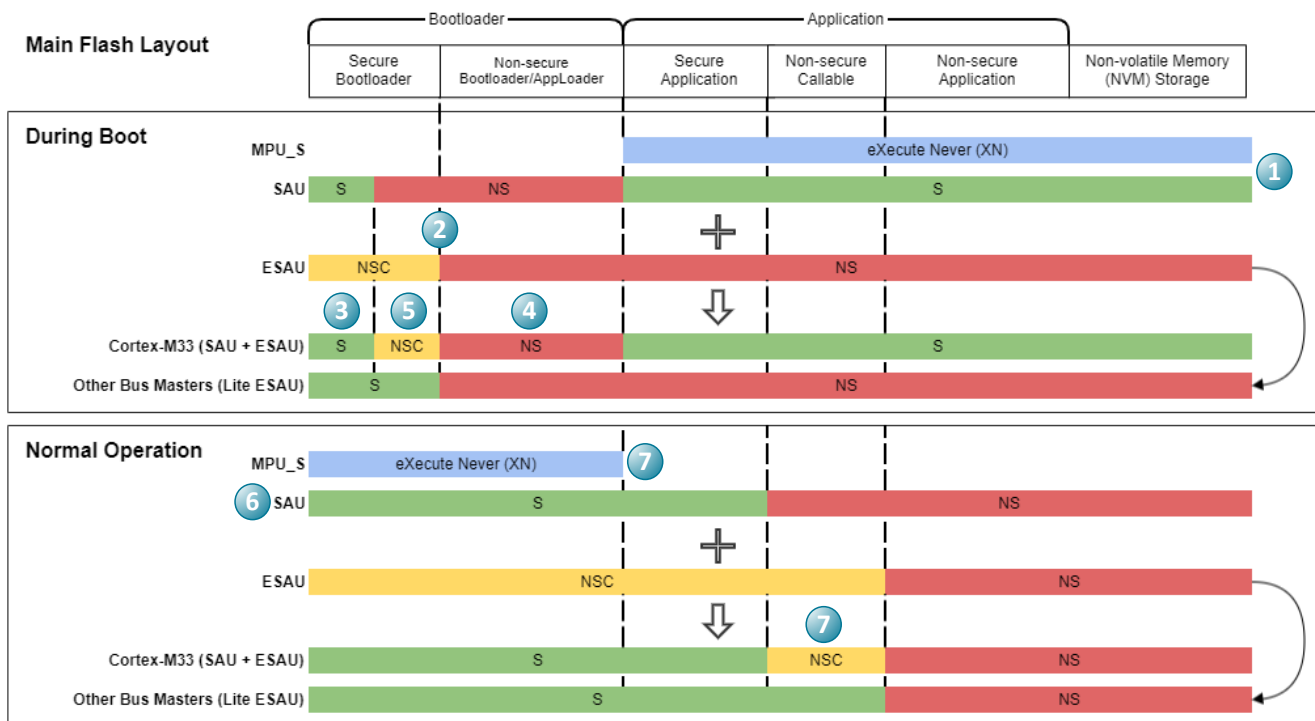 Bootloader
Application
Main Flash Layout
Secure
Bootloader
Non-secure
Bootloader/AppLoader
Secure
Application
Non-secure
Callable
Non-secure
Application
Non-volatile Memory
(NVM) Storage
During Boot
MPU_S
eXecute Never (XN)
1
SAU
S
NS
S
2
ESAU
NSC
NS
3
5
4
Cortex-M33 (SAU + ESAU)
S
NSC
NS
S
Other Bus Masters (Lite ESAU)
S
NS
Normal Operation
MPU_S
eXecute Never (XN)
7
6
SAU
S
NS
ESAU
NSC
NS
7
Cortex-M33 (SAU + ESAU)
S
NSC
NS
Other Bus Masters (Lite ESAU)
S
NS